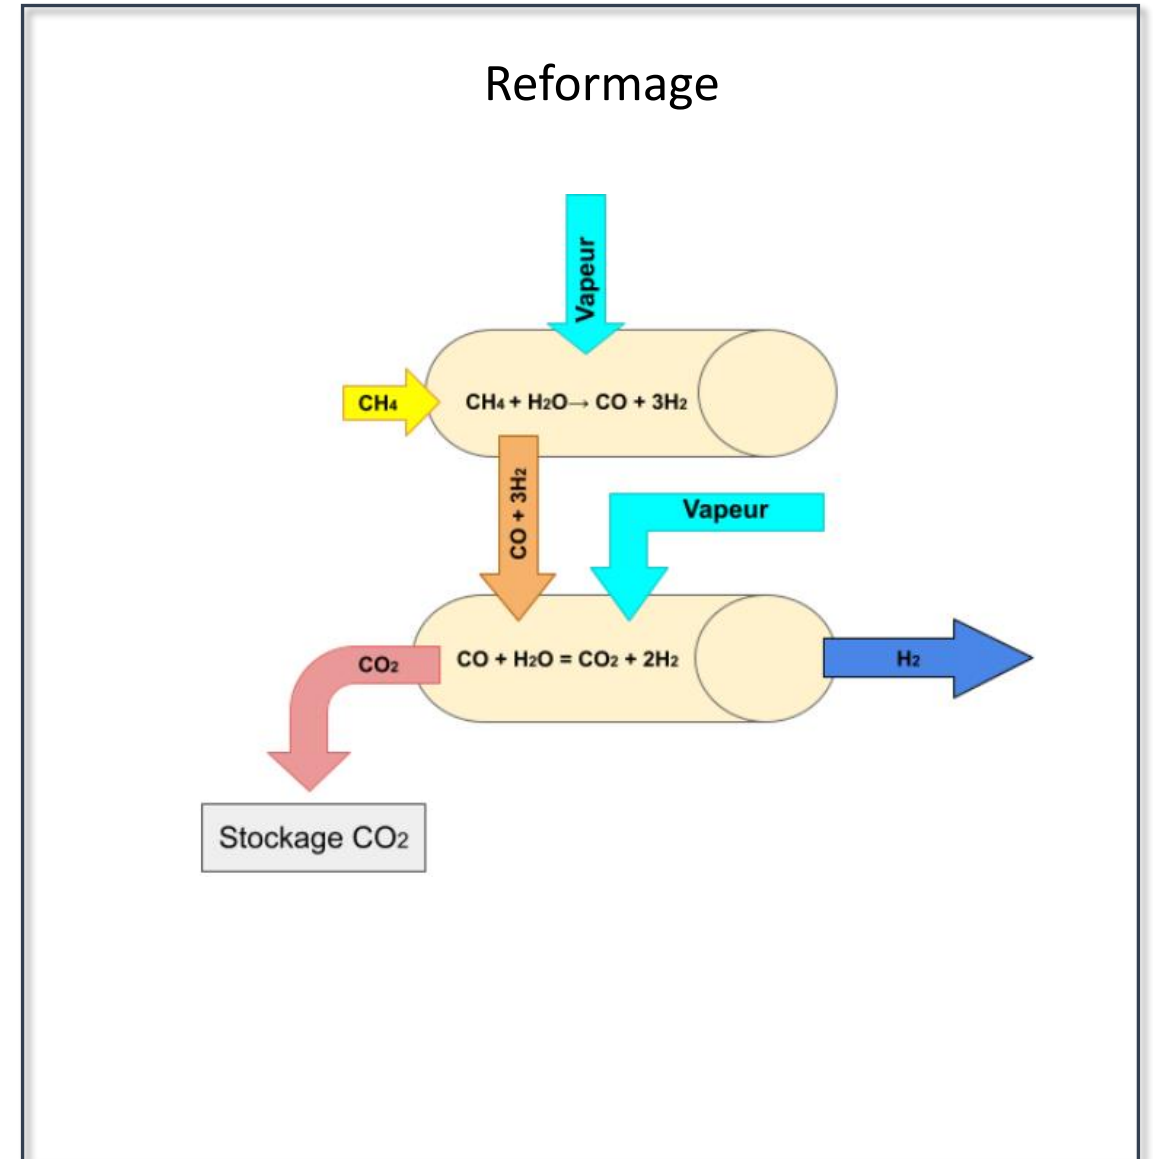 Reformage
Vapeur
CH4
CH4 + H2O→ CO + 3H2
CO + 3H2
Vapeur
CO2
CO + H2O = CO2 + 2H2
H2
Stockage CO2